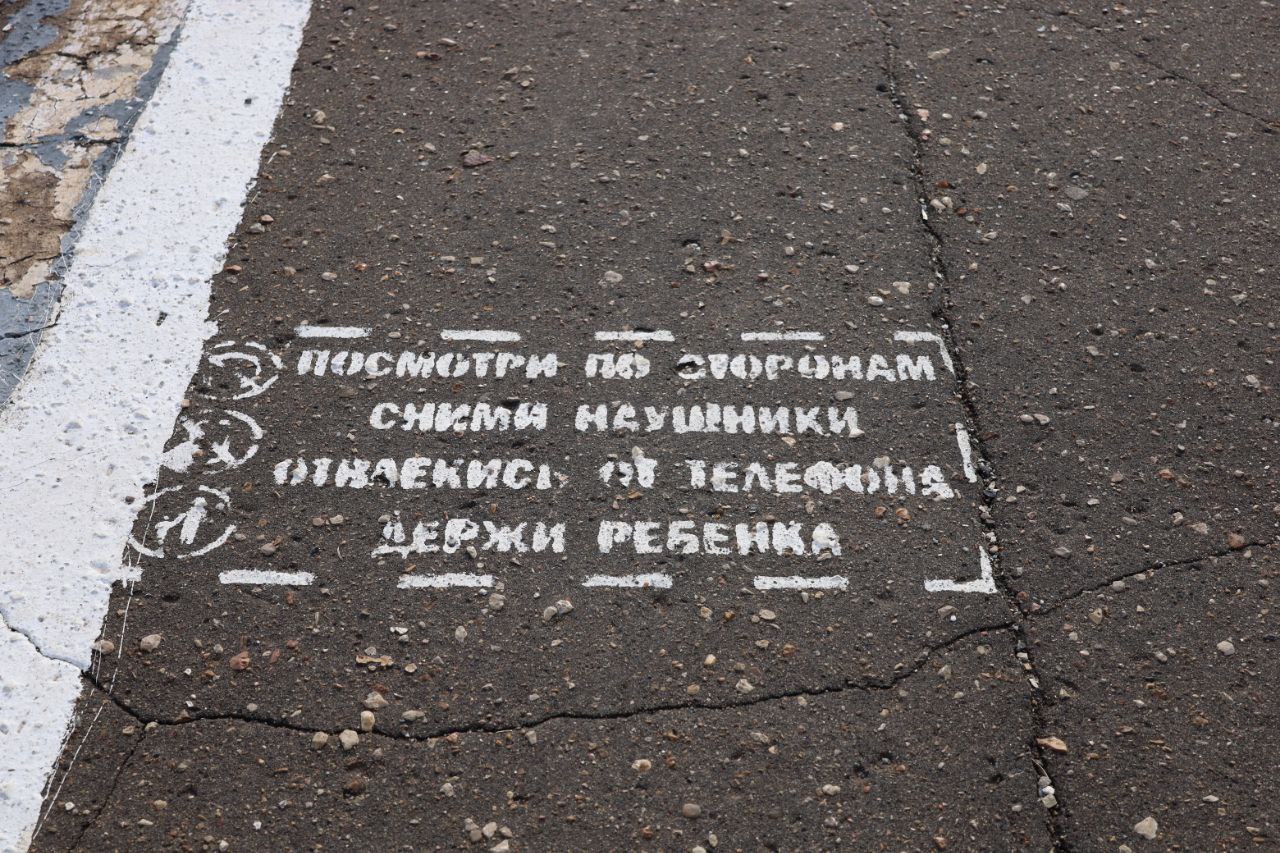 ПОСМОТРИ ПО СТОРОНАМ
СНИМИ НАУШНИКИ
ОТВЛЕКИСЬ ОТ ТЕЛЕФОНА
ДЕРЖИ РЕБЕНКА